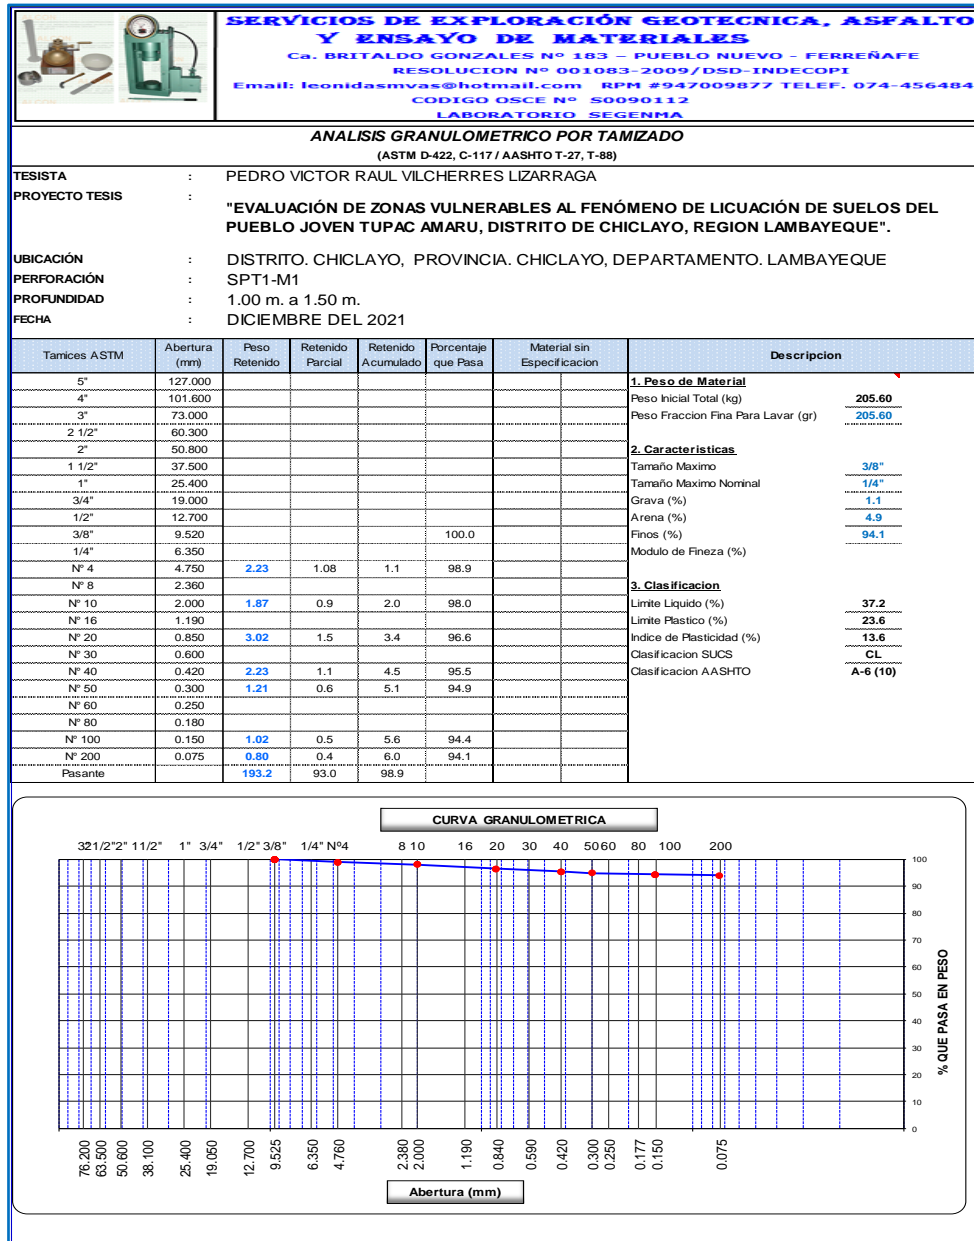 SERVICIOS DE EXPLORACIÓN GEOTECNICA, ASFALTO
Y ENSAYO DE MATERIALES
Ca. BRITALDO GONZALES Nº 183 – PUEBLO NUEVO - FERREÑAFE
RESOLUCION Nº 001083-2009/DSD-INDECOPI
Email: leonidasmvas@hotmail.com RPM #947009877 TELEF. 074-456484
CODIGO OSCE Nº S0090112
LABORATORIO SEGENMA
ANALISIS GRANULOMETRICO POR TAMIZADO
(ASTM D-422, C-117 / AASHTO T-27, T-88)
TESISTA : PEDRO VICTOR RAUL VILCHERRES LIZARRAGA
PROYECTO TESIS : "EVALUACIÓN DE ZONAS VULNERABLES AL FENÓMENO DE LICUACIÓN DE SUELOS DEL
PUEBLO JOVEN TUPAC AMARU, DISTRITO DE CHICLAYO, REGION LAMBAYEQUE".
UBICACIÓN : DISTRITO. CHICLAYO, PROVINCIA. CHICLAYO, DEPARTAMENTO. LAMBAYEQUE
PERFORACIÓN : SPT1-M1
PROFUNDIDAD : 1.00 m. a 1.50 m.
FECHA : DICIEMBRE DEL 2021
Tamices ASTM Abertura (mm) Peso Retenido Retenido Parcial Retenido Acumulado Porcentaje que Pasa Material sin Especificacion Descripcion
5" 127.000 1. Peso de Material
4" 101.600 Peso Inicial Total (kg) 205.60
3" 73.000 Peso Fraccion Fina Para Lavar (gr) 205.60
2 1/2" 60.300
2" 50.800 2. Caracteristicas
1 1/2" 37.500 Tamaño Maximo 3/8"
1" 25.400 Tamaño Maximo Nominal 1/4"
3/4" 19.000 Grava (%) 1.1
1/2" 12.700 Arena (%) 4.9
3/8" 9.520 100.0 Finos (%) 94.1
1/4" 6.350 Modulo de Fineza (%)
Nº 4 4.750 2.23 1.08 1.1 98.9
Nº 8 2.360 3. Clasificacion
Nº 10 2.000 1.87 0.9 2.0 98.0 Limite Liquido (%) 37.2
Nº 16 1.190 Limite Plastico (%) 23.6
Nº 20 0.850 3.02 1.5 3.4 96.6 Indice de Plasticidad (%) 13.6
Nº 30 0.600 Clasificacion SUCS CL
Nº 40 0.420 2.23 1.1 4.5 95.5 Clasificacion AASHTO A-6 (10)
Nº 50 0.300 1.21 0.6 5.1 94.9
Nº 60 0.250
Nº 80 0.180
Nº 100 0.150 1.02 0.5 5.6 94.4
Nº 200 0.075 0.80 0.4 6.0 94.1
Pasante 193.2 93.0 98.9
CURVA GRANULOMETRICA
3" 2 1/2" 2" 1 1/2" 1" 3/4" 1/2" 3/8" 1/4" Nº4 8 10 16 20 30 40 50 60 80 100 200
100
90
80
70
60
50
40
30
20
10
0
% QUE PASA EN PESO
76.200 63.500 50.600 38.100 25.400 19.050 12.700 9.525 6.350 4.760 2.380 2.000 1.190 0.840 0.590 0.420 0.300 0.250 0.177 0.150 0.075
Abertura (mm)